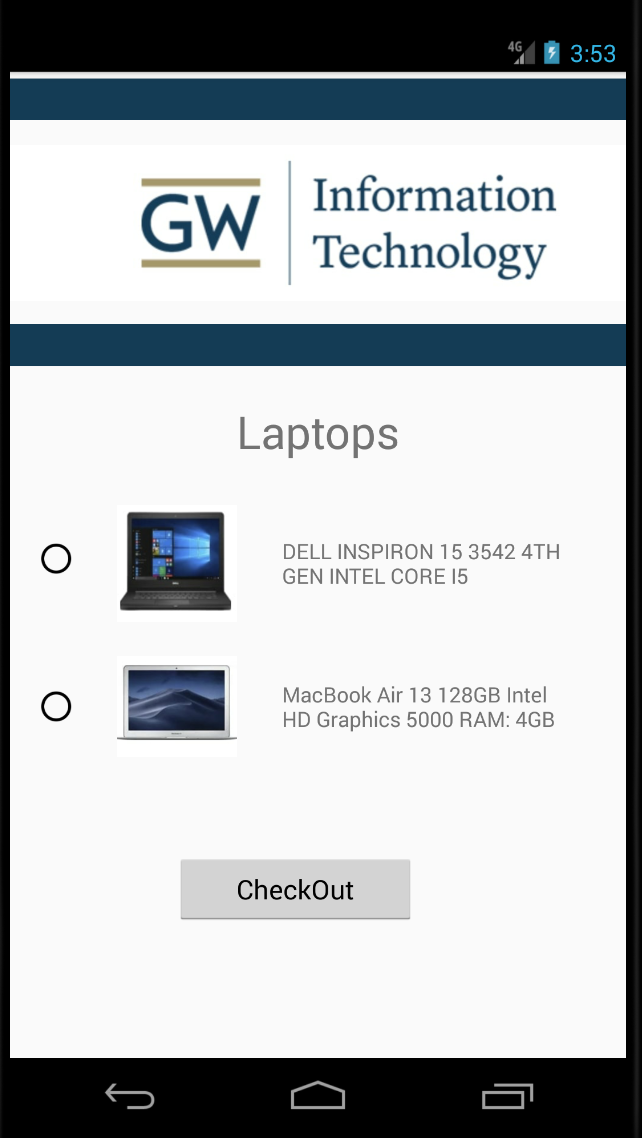 4G
3:53
GW
Information
Technology
Laptops
DELL INSPIRON 15 3542 4TH
GEN INTEL CORE I5
MacBook Air 13 128GB Intel
HD Graphics 5000 RAM: 4GB
CheckOut